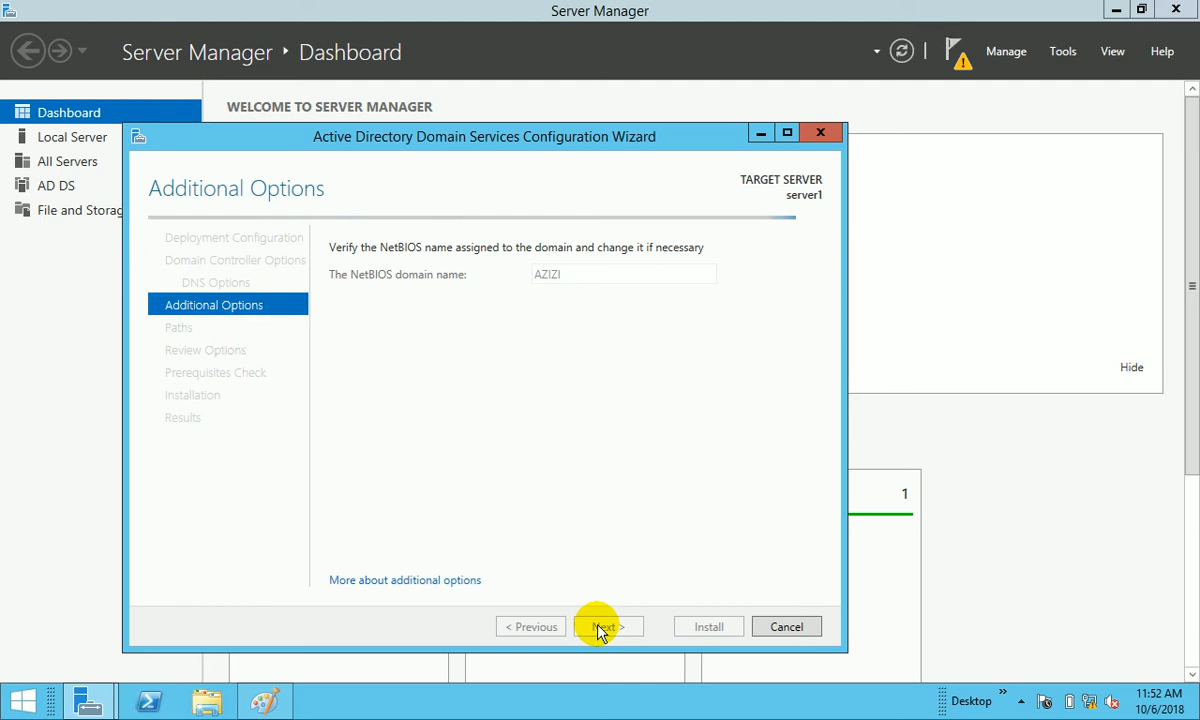 Server Manager
Server Manager ‣ Dashboard
Manage
Tools
View
Help
Dashboard
Local Server
All Servers
AD DS
File and Storag
WELCOME TO SERVER MANAGER
Active Directory Domain Services Configuration Wizard
Additional Options
TARGET SERVER
server1
Deployment Configuration
Domain Controller Options
DNS Options
Additional Options
Paths
Review Options
Prerequisites Check
Installation
Results
Verify the NetBIOS name assigned to the domain and change it if necessary
The NetBIOS domain name: AZIZI
More about additional options
< Previous
Next >
Install
Cancel
Hide
1
Desktop
11:52 AM
10/6/2018